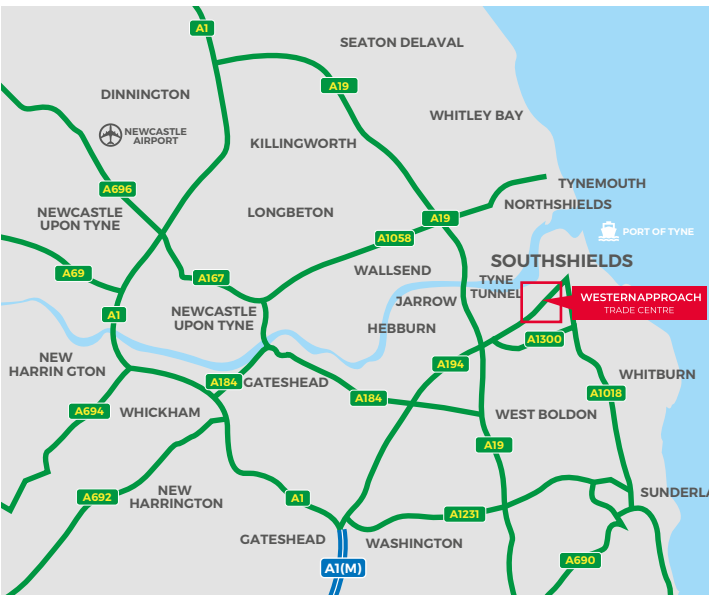 A1
SEATON DELAVAL
A19
DINNINGTON
WHITLEY BAY
NEWCASTLE
AIRPORT
KILLINGWORTH
A696
TYNEMOUTH
NORTHSHIELDS
NEWCASTLE
UPON TYNE
LONGBETON
A19
A1058
PORT OF TYNE
SOUTHSHIELDS
A69
A167
WALLSEND
TYNE
TUNNEL
WESTERNAPPROACH
TRADE CENTRE
JARROW
A1
NEWCASTLE
UPON TYNE
HEBBURN
A1300
NEW
HARRIN GTON
A194
WHITBURN
A184
GATESHEAD
A184
A1018
A694
WHICKHAM
WEST BOLDON
A19
NEW
HARRINGTON
A692
A1
SUNDERLA
A1231
GATESHEAD
WASHINGTON
A690
A1(M)